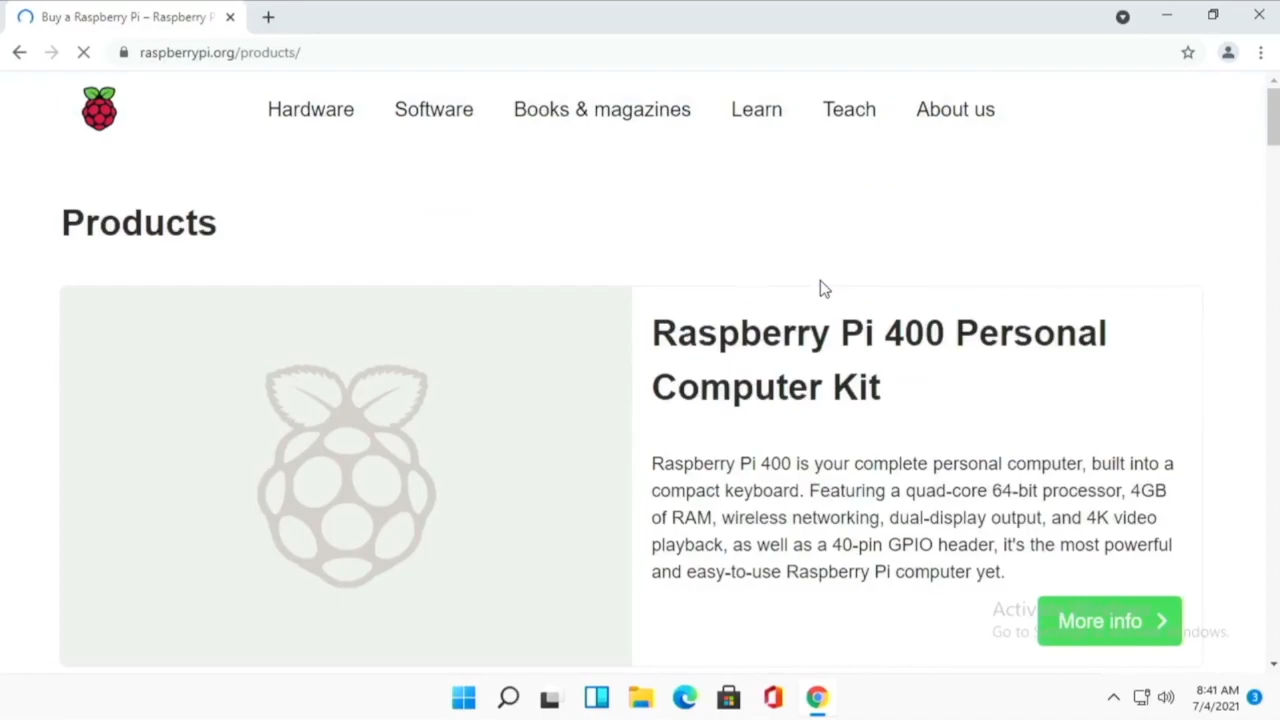 Buy a Raspberry Pi – Raspberry P
raspberrypi.org/products/
Hardware Software Books & magazines Learn Teach About us
Products
Raspberry Pi 400 Personal
Computer Kit
Raspberry Pi 400 is your complete personal computer, built into a
compact keyboard. Featuring a quad-core 64-bit processor, 4GB
of RAM, wireless networking, dual-display output, and 4K video
playback, as well as a 40-pin GPIO header, it's the most powerful
and easy-to-use Raspberry Pi computer yet.
Activ
More info
Go to
8:41 AM
7/4/2021
3